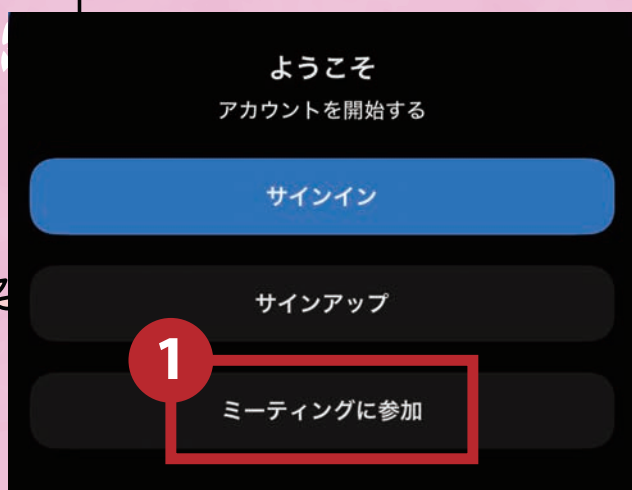 ようこそ
アカウントを開始する
サインイン
サインアップ
1
ミーティングに参加